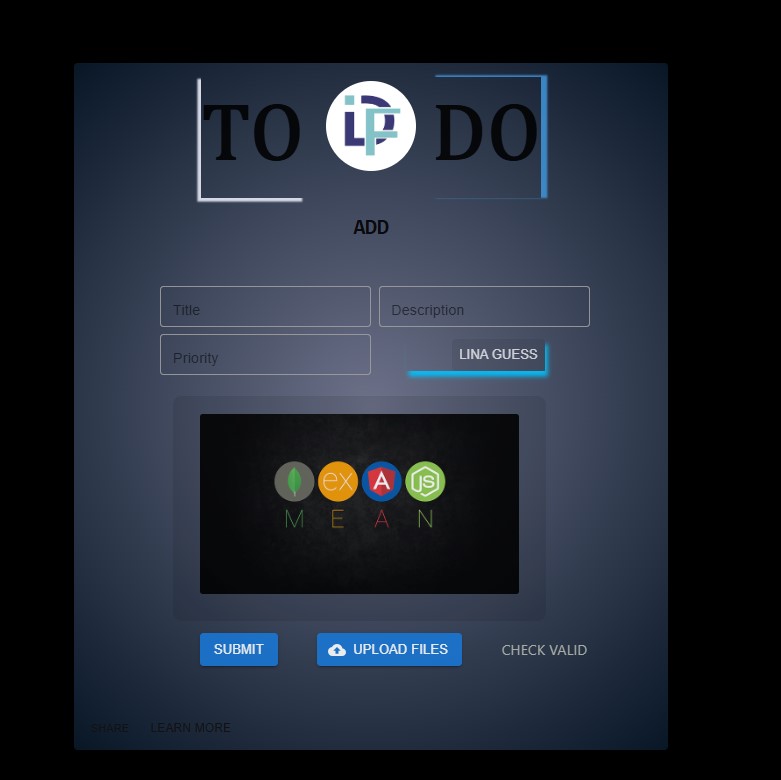 TO DO
ADD
Title Description
Priority LINA GUESS
ex A JS
M E A N
SUBMIT UPLOAD FILES CHECK VALID
SHARE LEARN MORE